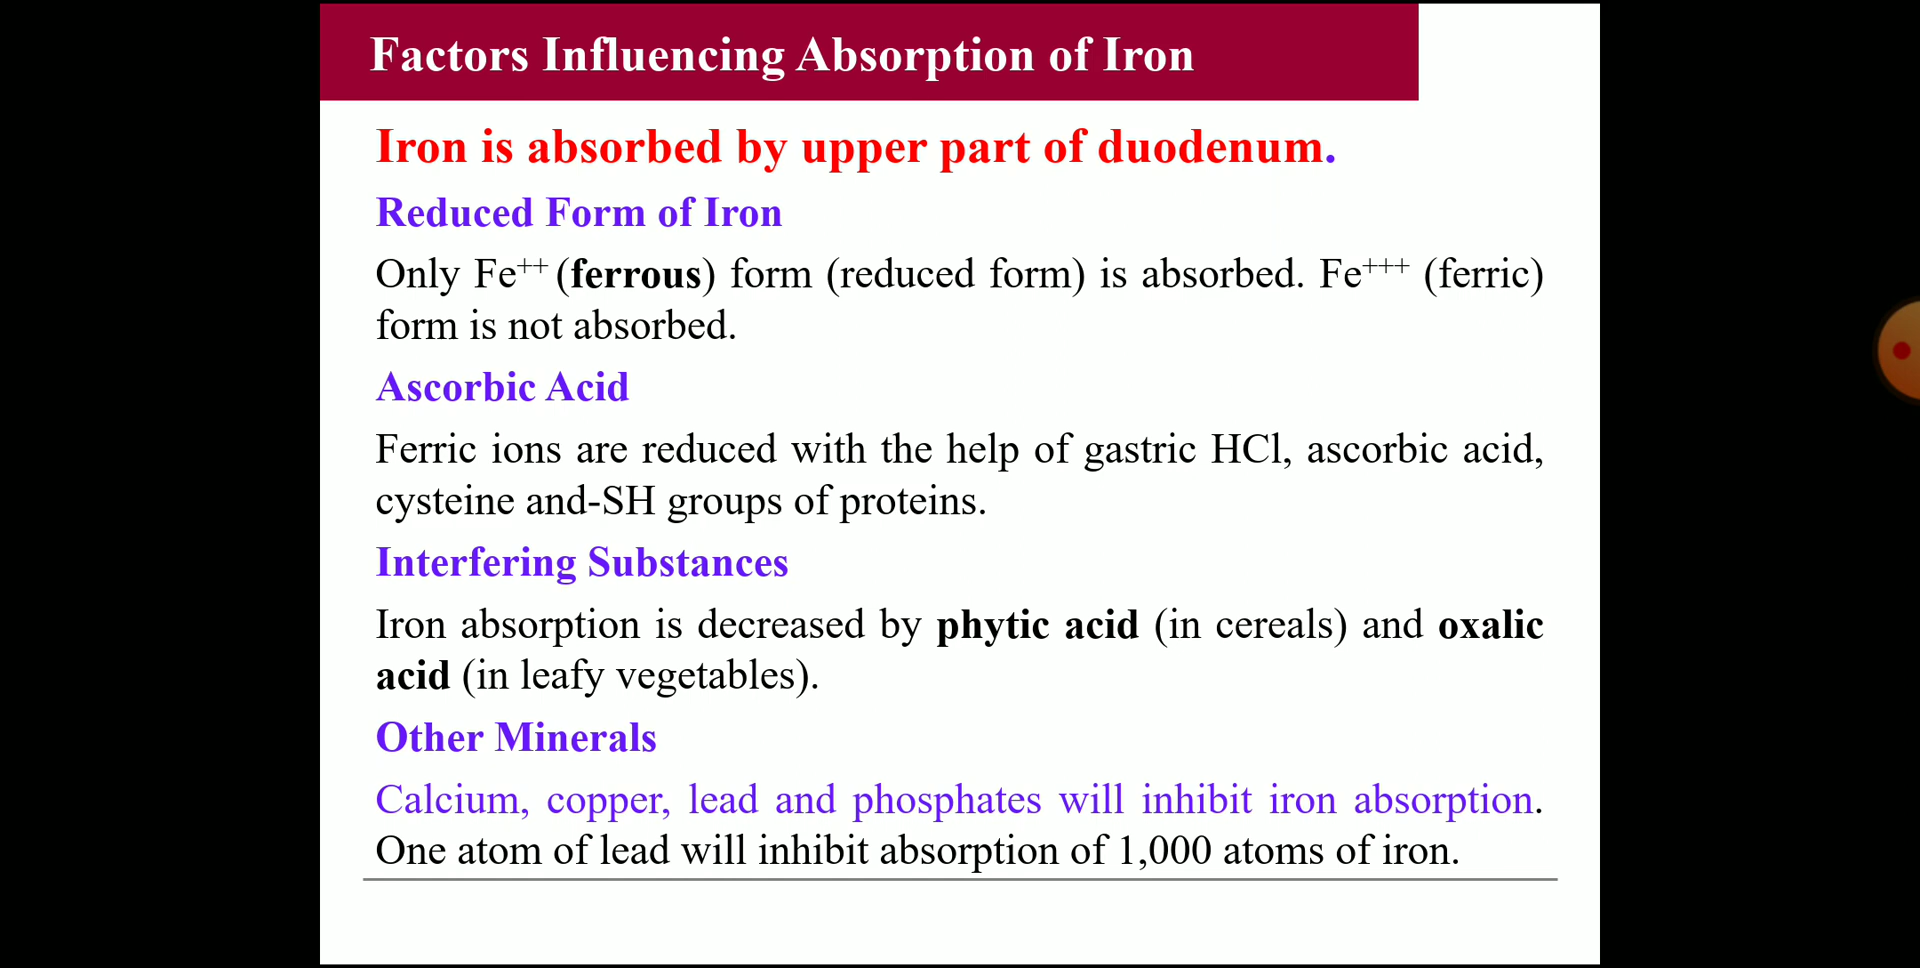 Factors Influencing Absorption of Iron
Iron is absorbed by upper part of duodenum.
Reduced Form of Iron
Only Fe⁺⁺ (ferrous) form (reduced form) is absorbed. Fe⁺⁺⁺ (ferric)
form is not absorbed.
Ascorbic Acid
Ferric ions are reduced with the help of gastric HCl, ascorbic acid,
cysteine and-SH groups of proteins.
Interfering Substances
Iron absorption is decreased by phytic acid (in cereals) and oxalic
acid (in leafy vegetables).
Other Minerals
Calcium, copper, lead and phosphates will inhibit iron absorption.
One atom of lead will inhibit absorption of 1,000 atoms of iron.